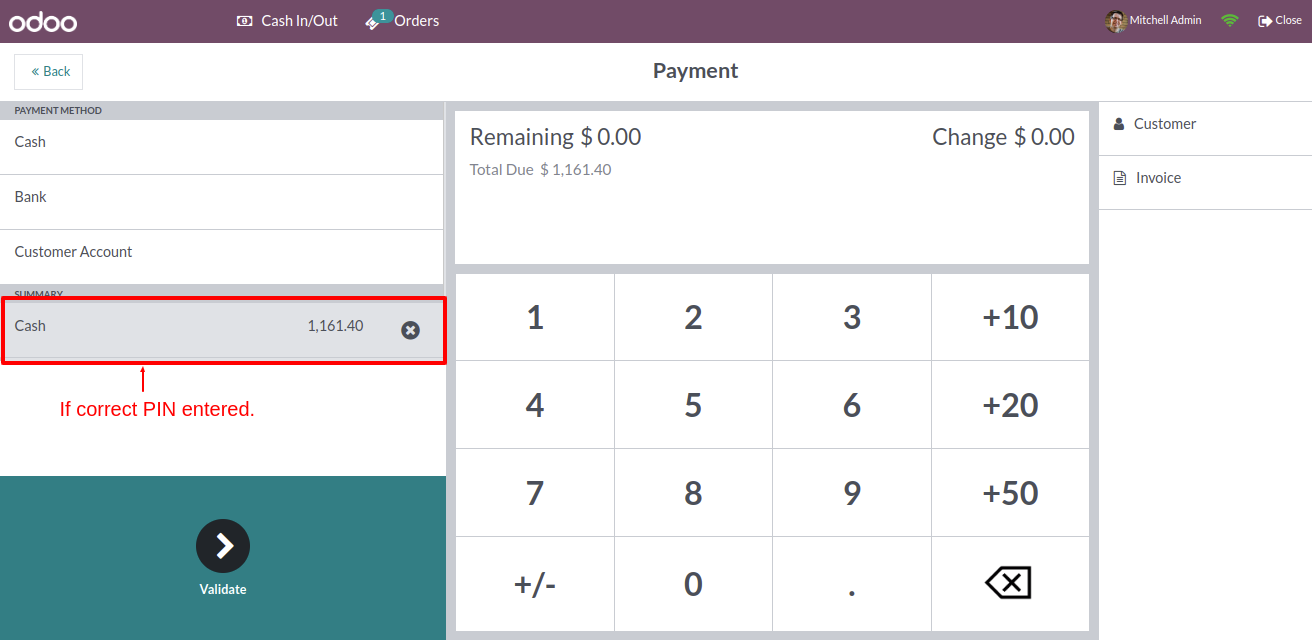 odoo
Cash In/Out
1
Orders
Mitchell Admin
Close
« Back
Payment
PAYMENT METHOD
Cash
Bank
Customer Account
SUMMARY
Cash 1,161.40
If correct PIN entered.
Validate
Remaining $ 0.00
Change $ 0.00
Total Due $ 1,161.40
1 2 3 +10
4 5 6 +20
7 8 9 +50
+/- 0 .
Customer
Invoice